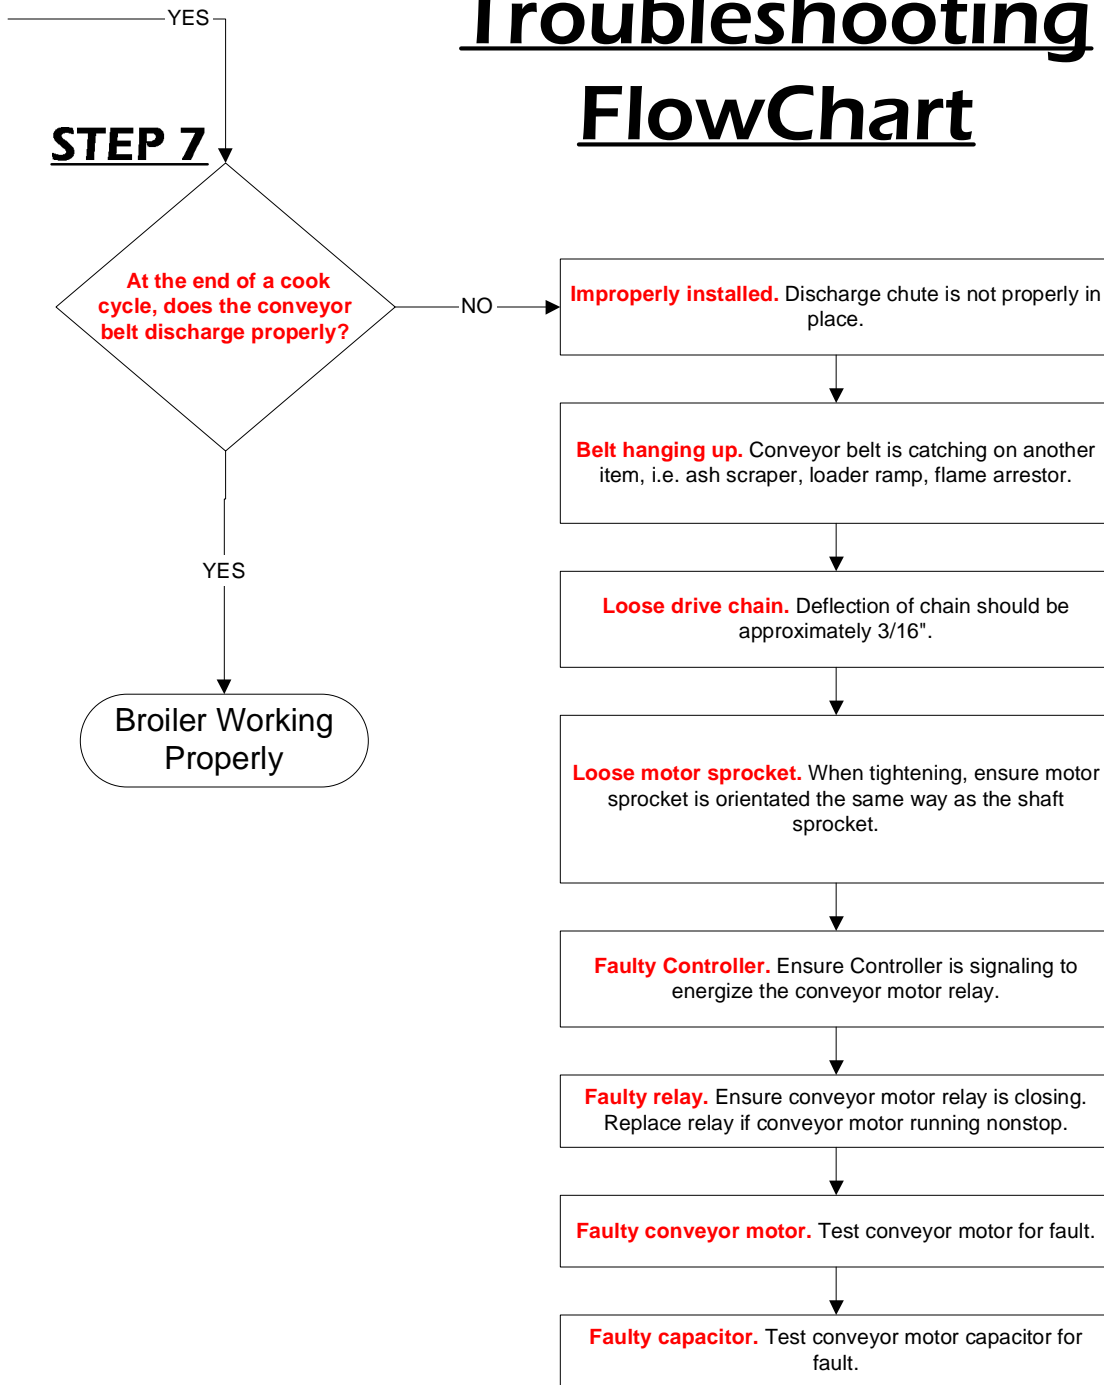 YES
Troubleshooting
FlowChart
STEP 7
At the end of a cook
cycle, does the conveyor
belt discharge properly?
NO
Improperly installed. Discharge chute is not properly in
place.
Belt hanging up. Conveyor belt is catching on another
item, i.e. ash scraper, loader ramp, flame arrestor.
YES
Loose drive chain. Deflection of chain should be
approximately 3/16".
Broiler Working
Properly
Loose motor sprocket. When tightening, ensure motor
sprocket is orientated the same way as the shaft
sprocket.
Faulty Controller. Ensure Controller is signaling to
energize the conveyor motor relay.
Faulty relay. Ensure conveyor motor relay is closing.
Replace relay if conveyor motor running nonstop.
Faulty conveyor motor. Test conveyor motor for fault.
Faulty capacitor. Test conveyor motor capacitor for
fault.